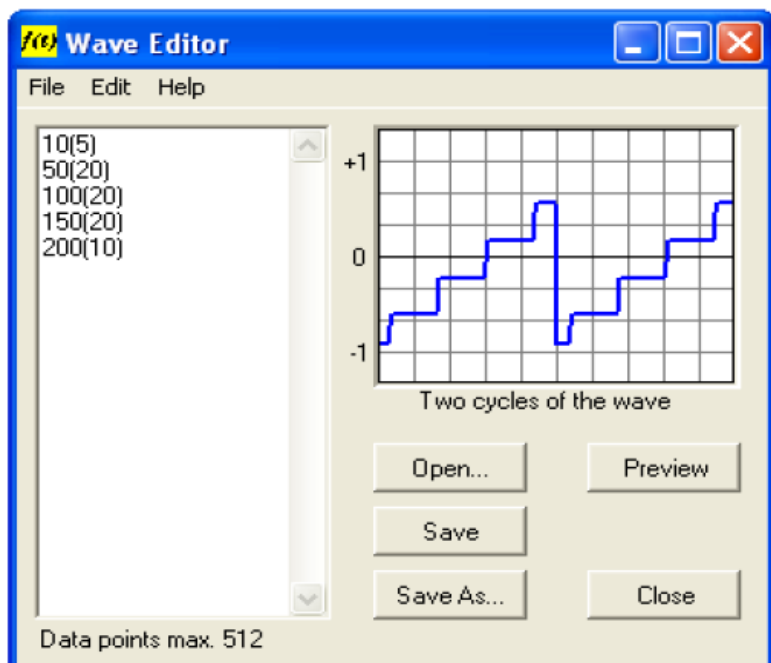 f(t) Wave Editor
File Edit Help
10(5)
50(20)
100(20)
150(20)
200(10)
+1
0
-1
Two cycles of the wave
Open... Preview
Save
Save As... Close
Data points max. 512